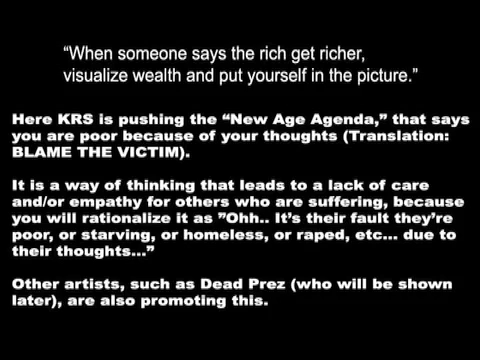 “When someone says the rich get richer,
visualize wealth and put yourself in the picture.”
Here KRS is pushing the “New Age Agenda,” that says
you are poor because of your thoughts (Translation:
BLAME THE VICTIM).
It is a way of thinking that leads to a lack of care
and/or empathy for others who are suffering, because
you will rationalize it as ”Ohh.. It’s their fault they’re
poor, or starving, or homeless, or raped, etc... due to
their thoughts...”
Other artists, such as Dead Prez (who will be shown
later), are also promoting this.